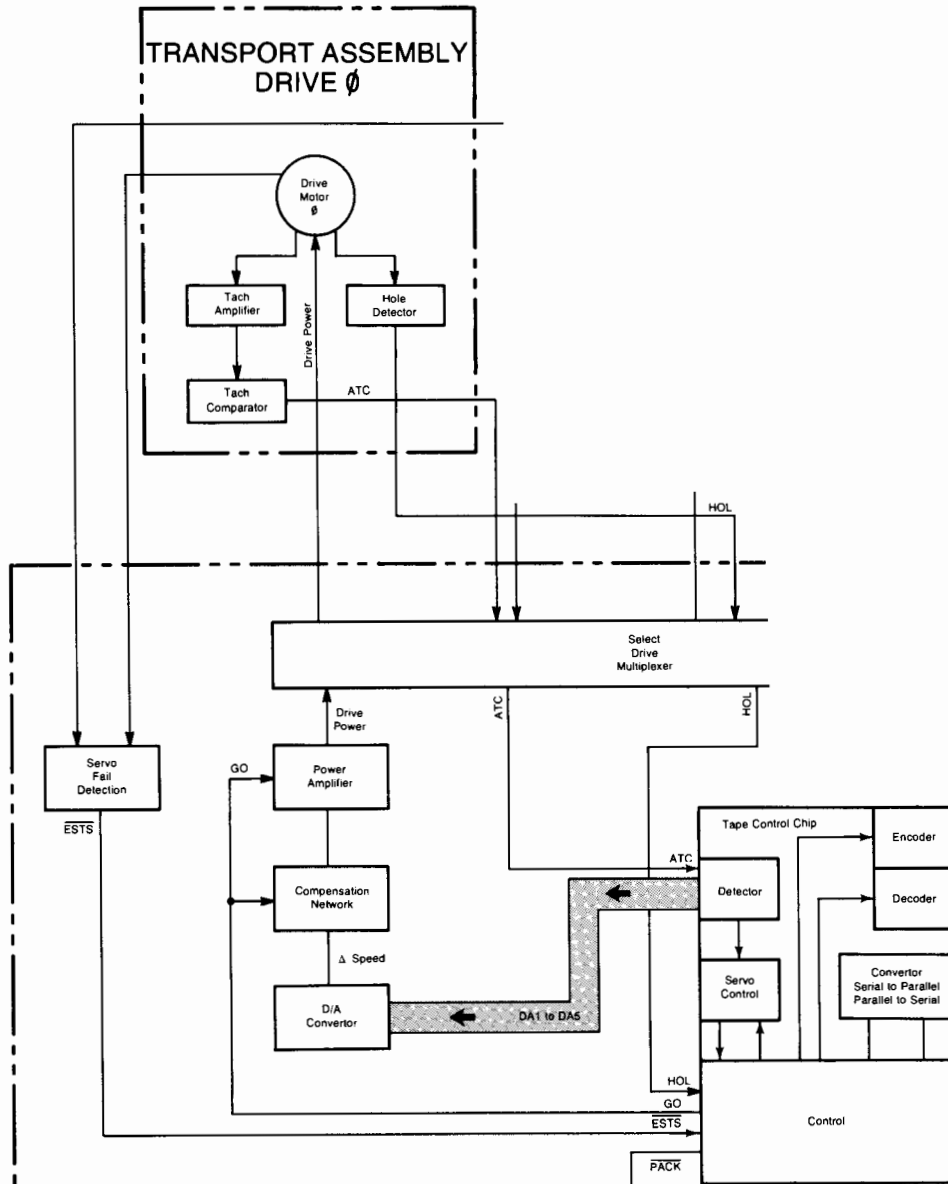 TRANSPORT ASSEMBLY
DRIVE Ø
Drive
Motor
Ø
Tach
Amplifier
Hole
Detector
Drive Power
Tach
Comparator
ATC
HOL
Select
Drive
Multiplexer
Drive
Power
ATC
HOL
Servo
Fail
Detection
GO
Power
Amplifier
ESTS
Tape Control Chip
Encoder
ATC
Compensation
Network
Detector
Decoder
Δ Speed
Servo
Control
Convertor
Serial to Parallel
Parallel to Serial
D/A
Convertor
DA1 to DA5
HOL
GO
ESTS
Control
PACK